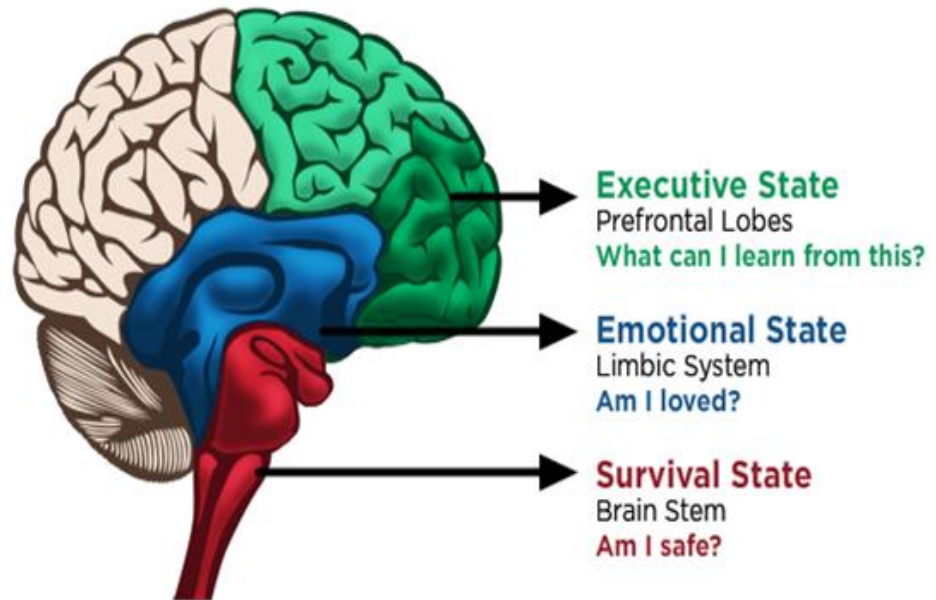 Executive State
Prefrontal Lobes
What can I learn from this?
Emotional State
Limbic System
Am I loved?
Survival State
Brain Stem
Am I safe?